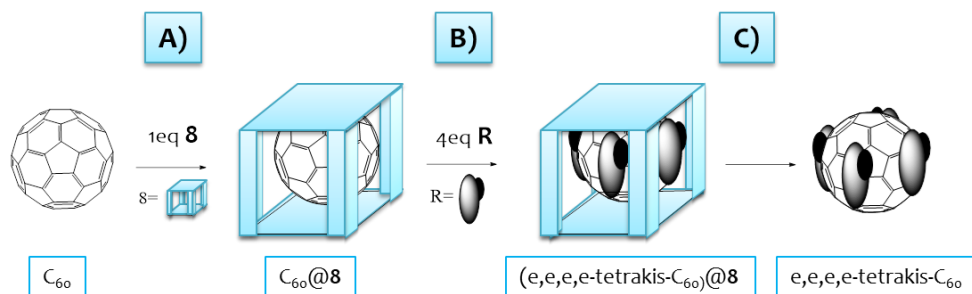 A)
B)
C)
1eq 8
8=
4eq R
R=
C₆₀
C₆₀@8
(e,e,e,e-tetrakis-C₆₀)@8
e,e,e,e-tetrakis-C₆₀